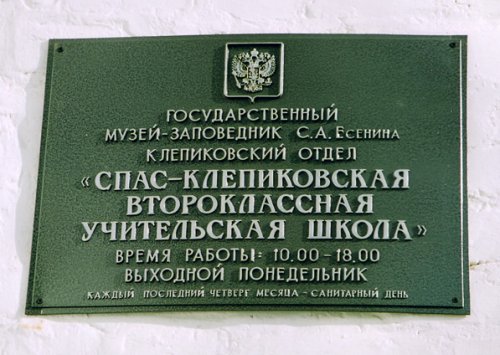 ГОСУДАРСТВЕННЫЙ
МУЗЕЙ-ЗАПОВЕДНИК С.А.ЕСЕНИНА
КЛЕПИКОВСКИЙ ОТДЕЛ
«СПАС-КЛЕПИКОВСКАЯ
ВТОРОКЛАССНАЯ
УЧИТЕЛЬСКАЯ ШКОЛА»
ВРЕМЯ РАБОТЫ: 10.00-18.00
ВЫХОДНОЙ ПОНЕДЕЛЬНИК
КАЖДЫЙ ПОСЛЕДНИЙ ЧЕТВЕРГ МЕСЯЦА - САНИТАРНЫЙ ДЕНЬ